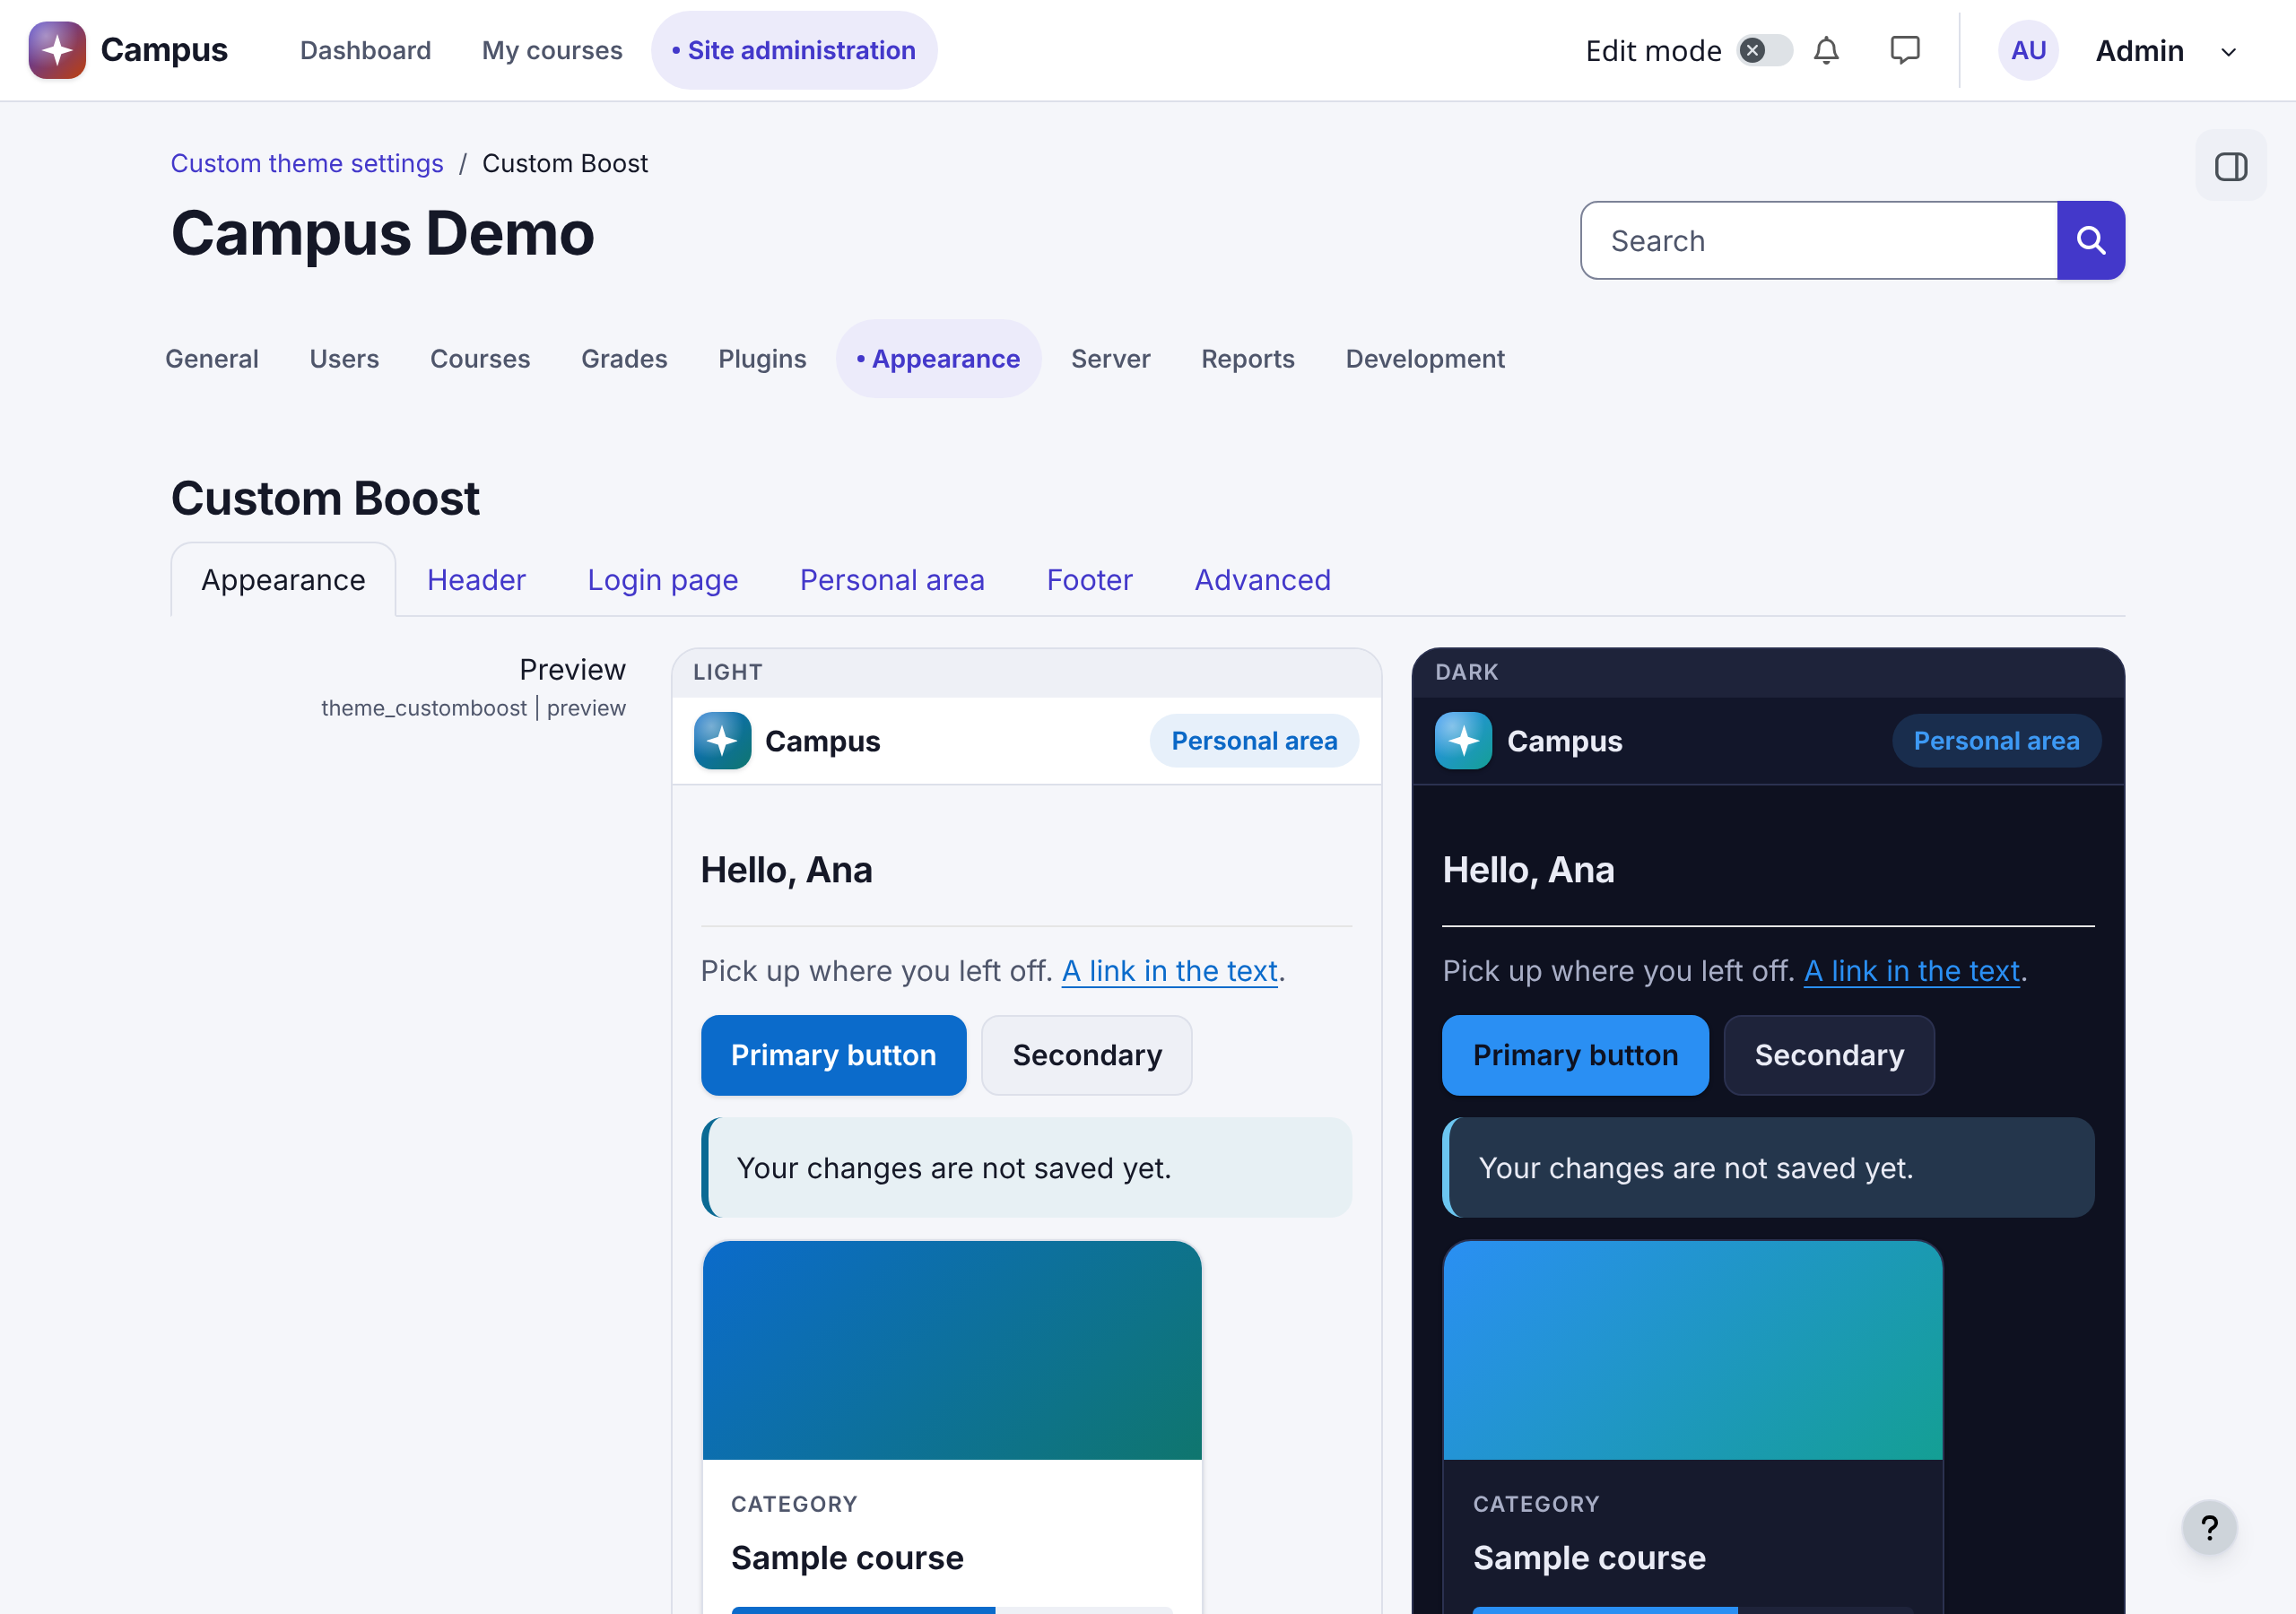 Campus
Dashboard
My courses
Site administration
Edit mode
AU
Admin
Custom theme settings / Custom Boost
Campus Demo
Search
General
Users
Courses
Grades
Plugins
Appearance
Server
Reports
Development
Custom Boost
Appearance
Header
Login page
Personal area
Footer
Advanced
Preview
theme_customboost | preview
LIGHT
Campus
Personal area
Hello, Ana
Pick up where you left off. A link in the text.
Primary button
Secondary
Your changes are not saved yet.
CATEGORY
Sample course
DARK
Campus
Personal area
Hello, Ana
Pick up where you left off. A link in the text.
Primary button
Secondary
Your changes are not saved yet.
CATEGORY
Sample course
?